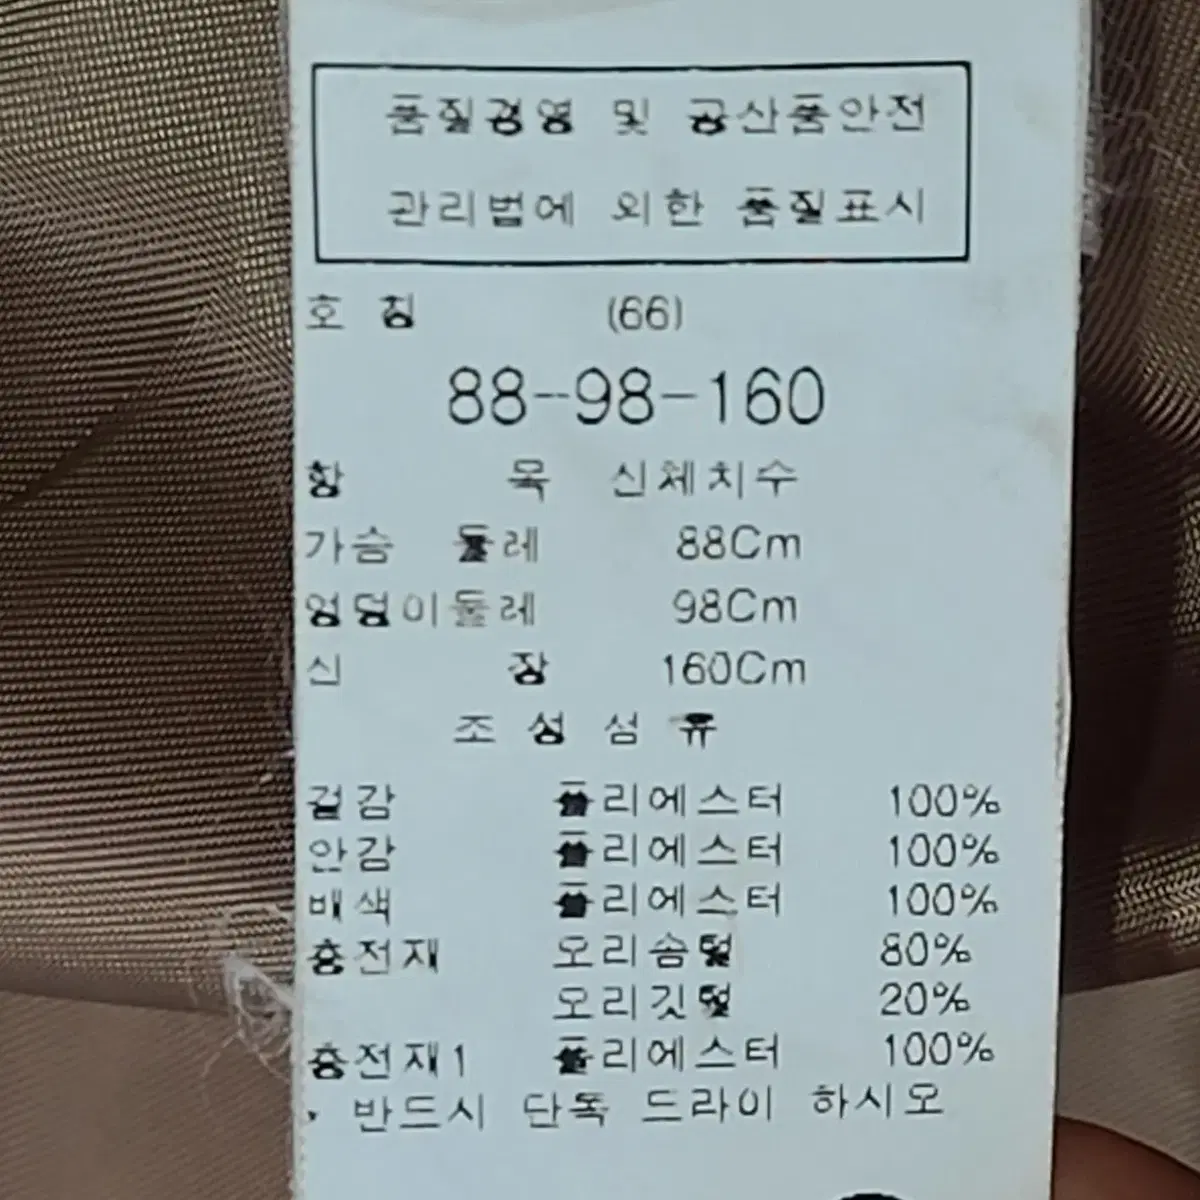 품질경영 및 공산품안전
관리법에 외한 품질표시
호 칭 (66)
88-98-160
항 목 신체치수
가슴 둘레 88Cm
엉덩이둘레 98Cm
신 장 160Cm
조 성 섬 유
겉감 폴리에스터 100%
안감 폴리에스터 100%
배색 폴리에스터 100%
충전재 오리솜털 80%
오리깃털 20%
충전재1 폴리에스터 100%
• 반드시 단독 드라이 하시오